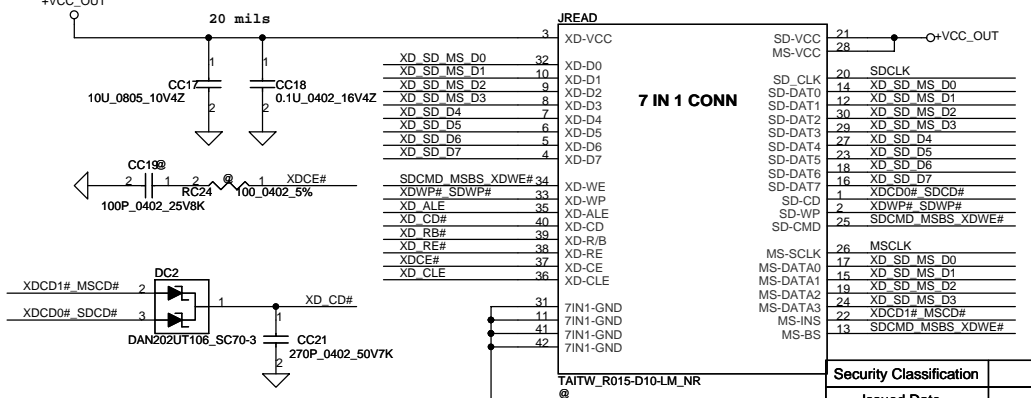 +VCC_OUT
20 mils
JREAD
3 XD-VCC
SD-VCC 21 +VCC_OUT
MS-VCC 28
1
CC17
10U_0805_10V4Z
2
1
CC18
0.1U_0402_16V4Z
2
XD_SD_MS_D0 32 XD-D0
XD_SD_MS_D1 10 XD-D1
XD_SD_MS_D2 9 XD-D2
XD_SD_MS_D3 8 XD-D3
XD_SD_D4 7 XD-D4
XD_SD_D5 6 XD-D5
XD_SD_D6 5 XD-D6
XD_SD_D7 4 XD-D7
7 IN 1 CONN
SD_CLK 20 SDCLK
SD-DAT0 14 XD_SD_MS_D0
SD-DAT1 12 XD_SD_MS_D1
SD-DAT2 30 XD_SD_MS_D2
SD-DAT3 29 XD_SD_MS_D3
SD-DAT4 27 XD_SD_D4
SD-DAT5 23 XD_SD_D5
SD-DAT6 18 XD_SD_D6
SD-DAT7 16 XD_SD_D7
SD-CD 1 XDCD0#_SDCD#
SD-WP 2 XDWP#_SDWP#
SD-CMD 25 SDCMD_MSBS_XDWE#
CC19@
2 1
100P_0402_25V8K
2 @ 1 XDCE#
RC24 100_0402_5%
SDCMD_MSBS_XDWE# 34 XD-WE
XDWP#_SDWP# 33 XD-WP
XD_ALE 35 XD-ALE
XD_CD# 40 XD-CD
XD_RB# 39 XD-R/B
XD_RE# 38 XD-RE
XDCE# 37 XD-CE
XD_CLE 36 XD-CLE
MS-SCLK 26 MSCLK
MS-DATA0 17 XD_SD_MS_D0
MS-DATA1 15 XD_SD_MS_D1
MS-DATA2 19 XD_SD_MS_D2
MS-DATA3 24 XD_SD_MS_D3
MS-INS 22 XDCD1#_MSCD#
MS-BS 13 SDCMD_MSBS_XDWE#
DC2
XDCD1#_MSCD# 2
XDCD0#_SDCD# 3
1 XD_CD#
DAN202UT106_SC70-3
1
CC21
270P_0402_50V7K
2
31 7IN1-GND
11 7IN1-GND
41 7IN1-GND
42 7IN1-GND
TAITW_R015-D10-LM_NR
@
Security Classification
Issued Date